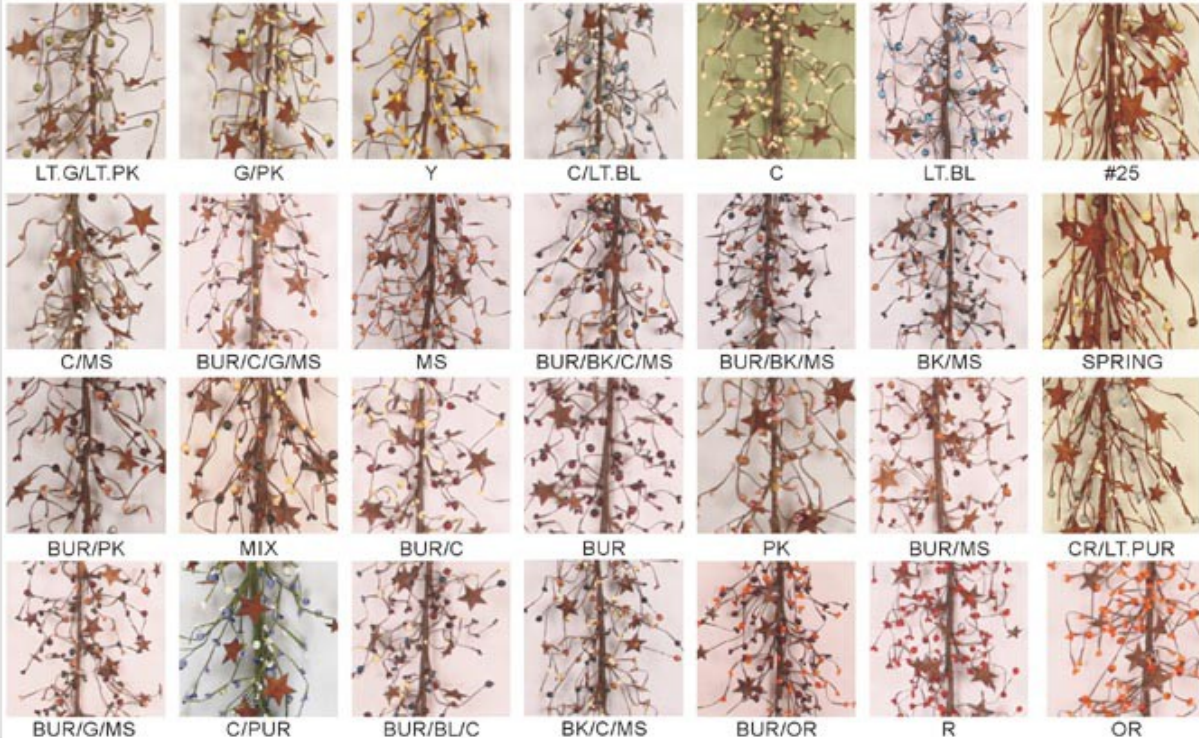 LT.G/LT.PK G/PK Y C/LT.BL C LT.BL #25
C/MS BUR/C/G/MS MS BUR/BK/C/MS BUR/BK/MS BK/MS SPRING
BUR/PK MIX BUR/C BUR PK BUR/MS CR/LT.PUR
BUR/G/MS C/PUR BUR/BL/C BK/C/MS BUR/OR R OR